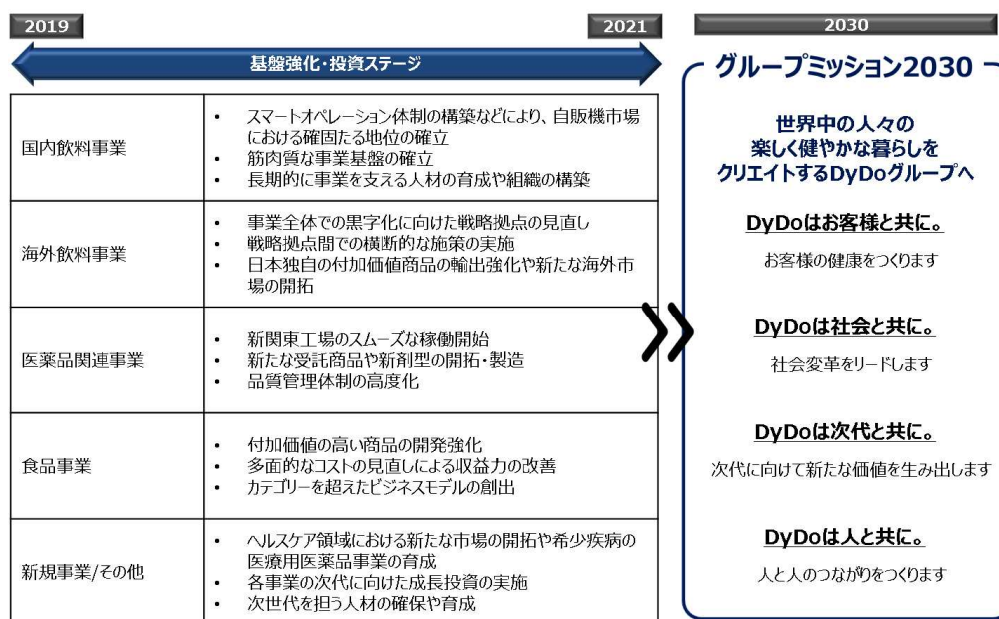 2019
2021
2030
基盤強化・投資ステージ
国内飲料事業
• スマートオペレーション体制の構築などにより、自販機市場
における確固たる地位の確立
• 筋肉質な事業基盤の確立
• 長期的に事業を支える人材の育成や組織の構築
海外飲料事業
• 事業全体での黒字化に向けた戦略拠点の見直し
• 戦略拠点間での横断的な施策の実施
• 日本独自の付加価値商品の輸出強化や新たな海外市
場の開拓
医薬品関連事業
• 新関東工場のスムーズな稼働開始
• 新たな受託商品や新剤型の開拓・製造
• 品質管理体制の高度化
食品事業
• 付加価値の高い商品の開発強化
• 多面的なコストの見直しによる収益力の改善
• カテゴリーを超えたビジネスモデルの創出
新規事業/その他
• ヘルスケア領域における新たな市場の開拓や希少疾病の
医療用医薬品事業の育成
• 各事業の次代に向けた成長投資の実施
• 次世代を担う人材の確保や育成
グループミッション2030
世界中の人々の
楽しく健やかな暮らしを
クリエイトするDyDoグループへ
DyDoはお客様と共に。
お客様の健康をつくります
DyDoは社会と共に。
社会変革をリードします
DyDoは次代と共に。
次代に向けて新たな価値を生み出します
DyDoは人と共に。
人と人のつながりをつくります